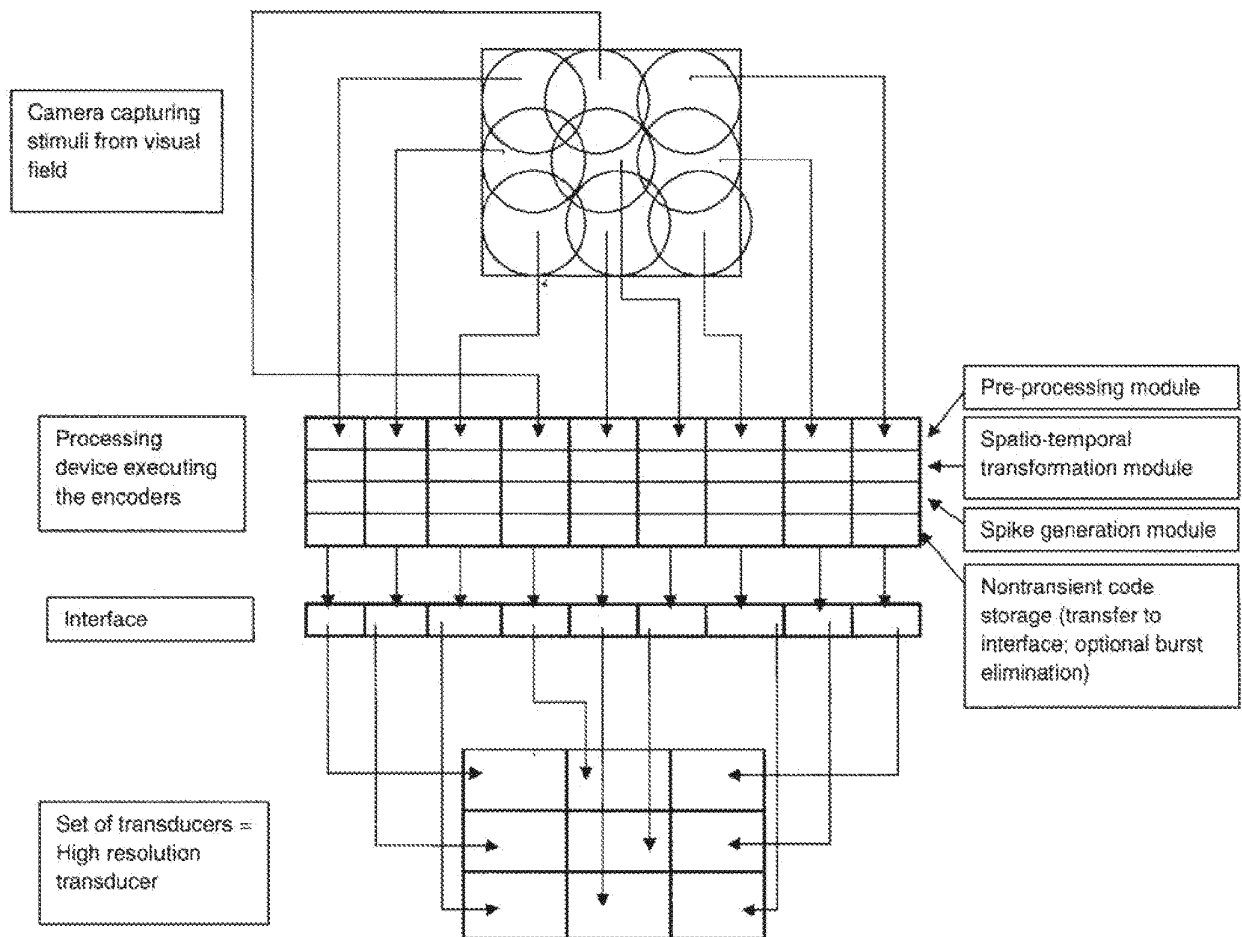 Camera capturing
stimuli from visual
field
Processing
device executing
the encoders
Pre-processing module
Spatio-temporal
transformation module
Spike generation module
Nontransient code
storage (transfer to
interface; optional burst
elimination)
Interface
Set of transducers =
High resolution
transducer